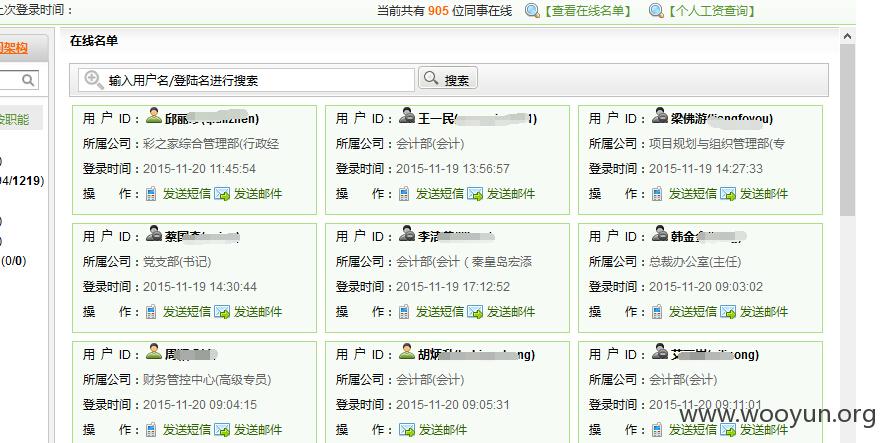 上次登录时间：
当前共有 905 位同事在线 【查看在线名单】 【个人工资查询】
架构
在线名单
输入用户名/登陆名进行搜索 搜索
按职能
94/1219)
(0/0)
用 户 ID：
所属公司：彩之家综合管理部(行政经
登录时间：2015-11-20 11:45:54
操 作： 发送短信 发送邮件
用 户 ID：王一民(
所属公司：会计部(会计)
登录时间：2015-11-19 13:56:57
操 作： 发送短信 发送邮件
用 户 ID：梁佛游(
所属公司：项目规划与组织管理部(专
登录时间：2015-11-19 14:27:33
操 作： 发送短信 发送邮件
用 户 ID：
所属公司：党支部(书记)
登录时间：2015-11-19 14:30:44
操 作： 发送短信 发送邮件
用 户 ID：李
所属公司：会计部(会计（秦皇岛宏添
登录时间：2015-11-19 17:12:52
操 作： 发送短信 发送邮件
用 户 ID：韩金
所属公司：总裁办公室(主任)
登录时间：2015-11-20 09:03:02
操 作： 发送短信 发送邮件
用 户 ID：周
所属公司：财务管控中心(高级专员)
登录时间：2015-11-20 09:04:15
操 作： 发送短信 发送邮件
用 户 ID：胡炳
所属公司：会计部(会计)
登录时间：2015-11-20 09:05:31
操 作： 发送邮件
用 户 ID：艾
所属公司：会计部(会计)
登录时间：2015-11-20 09:11:01
操 作： 发送短信 发送邮件
www.wooyun.org